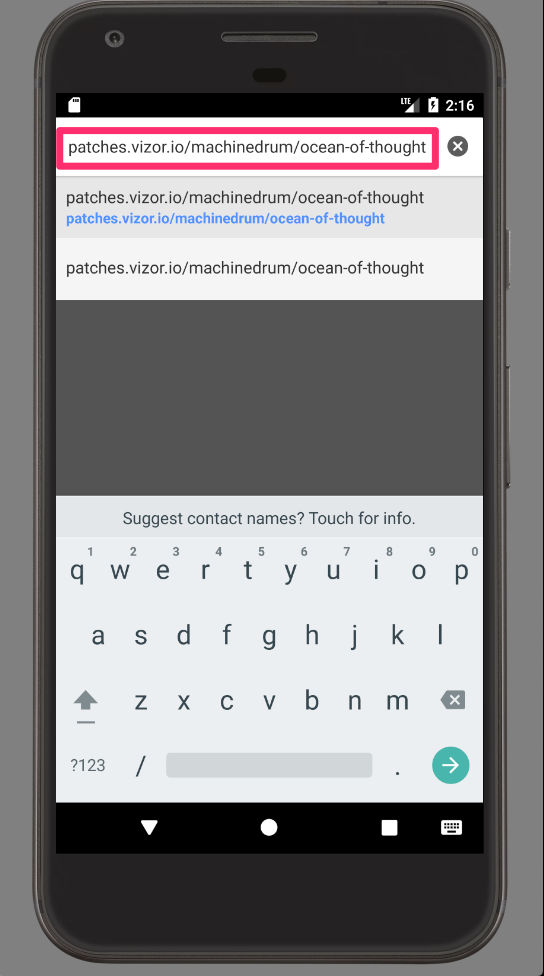 LTE 2:16
patches.vizor.io/machinedrum/ocean-of-thought
patches.vizor.io/machinedrum/ocean-of-thought
patches.vizor.io/machinedrum/ocean-of-thought
patches.vizor.io/machinedrum/ocean-of-thought
Suggest contact names? Touch for info.
1 2 3 4 5 6 7 8 9 0
q w e r t y u i o p
a s d f g h j k l
z x c v b n m
?123 / .